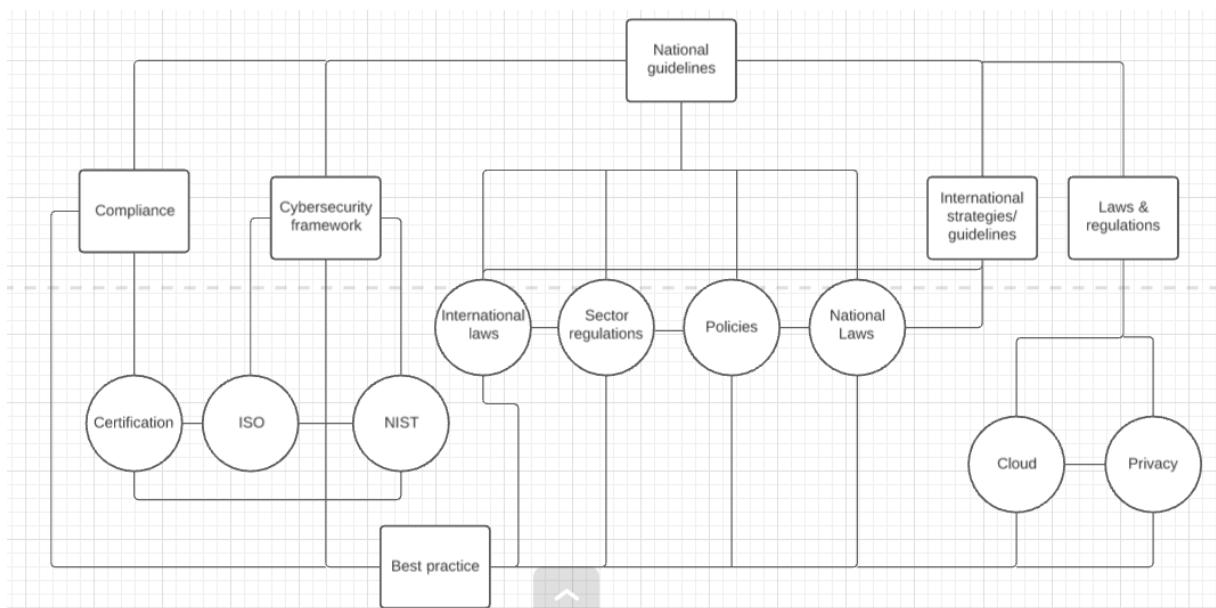 National
guidelines
Compliance
Cybersecurity
framework
International
strategies/
guidelines
Laws &
regulations
International
laws
Sector
regulations
Policies
National
Laws
Certification
ISO
NIST
Cloud
Privacy
Best practice